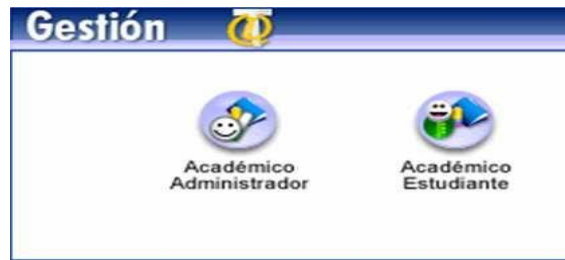 Gestión
Académico
Administrador
Académico
Estudiante